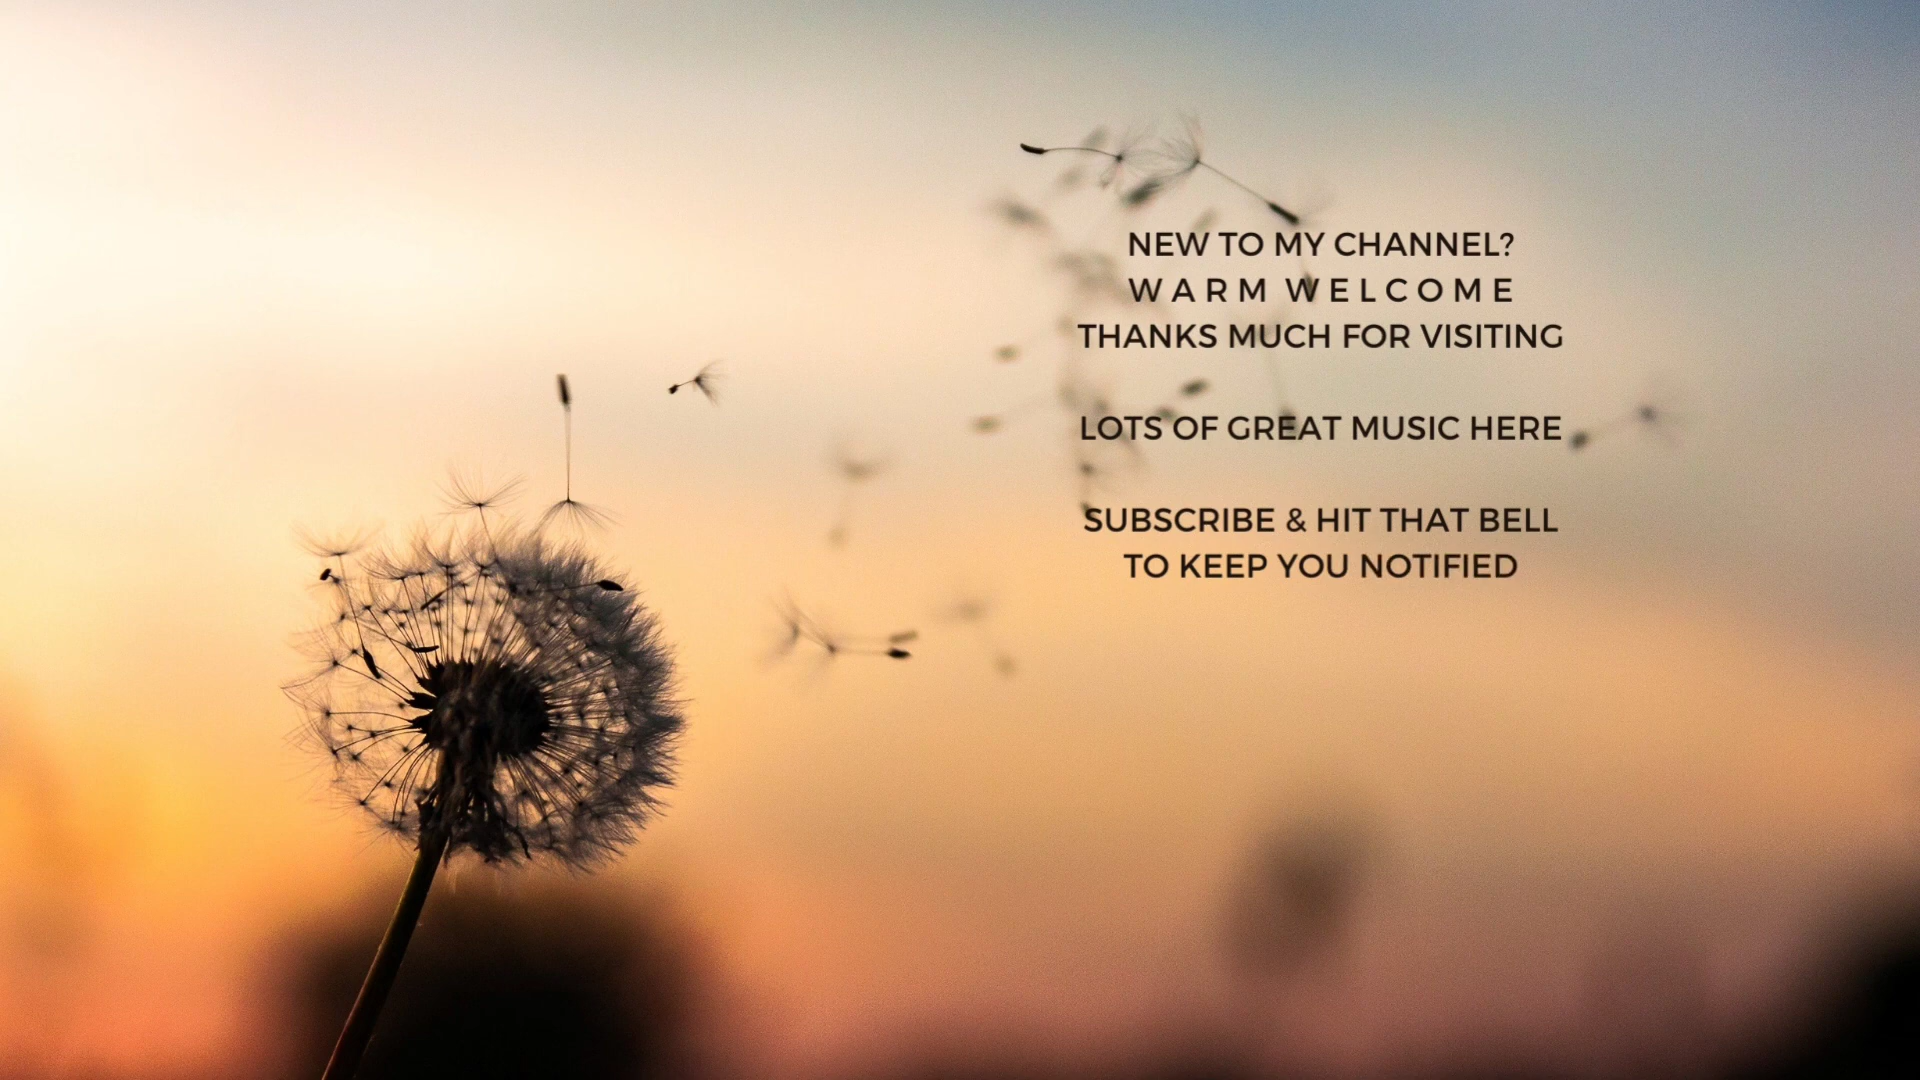 NEW TO MY CHANNEL?
WARM WELCOME
THANKS MUCH FOR VISITING
LOTS OF GREAT MUSIC HERE
SUBSCRIBE & HIT THAT BELL
TO KEEP YOU NOTIFIED